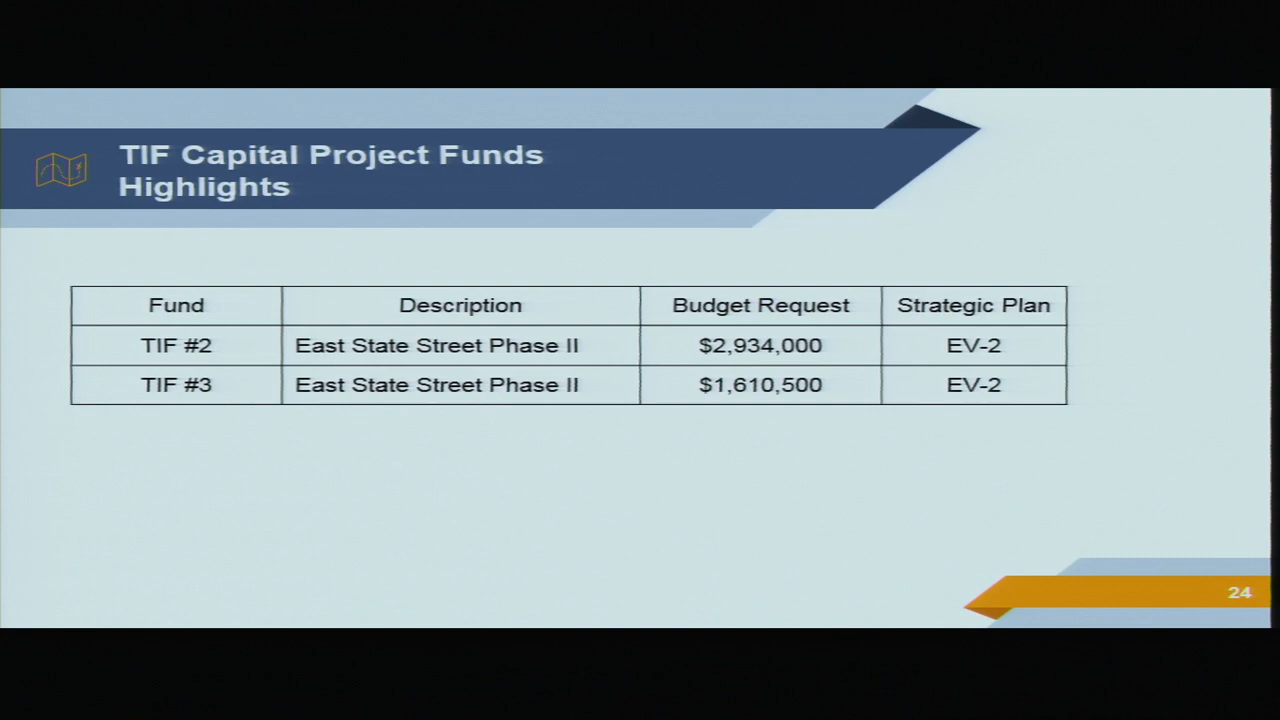 TIF Capital Project Funds
Highlights
Fund Description Budget Request Strategic Plan
TIF #2 East State Street Phase II $2,934,000 EV-2
TIF #3 East State Street Phase II $1,610,500 EV-2
24